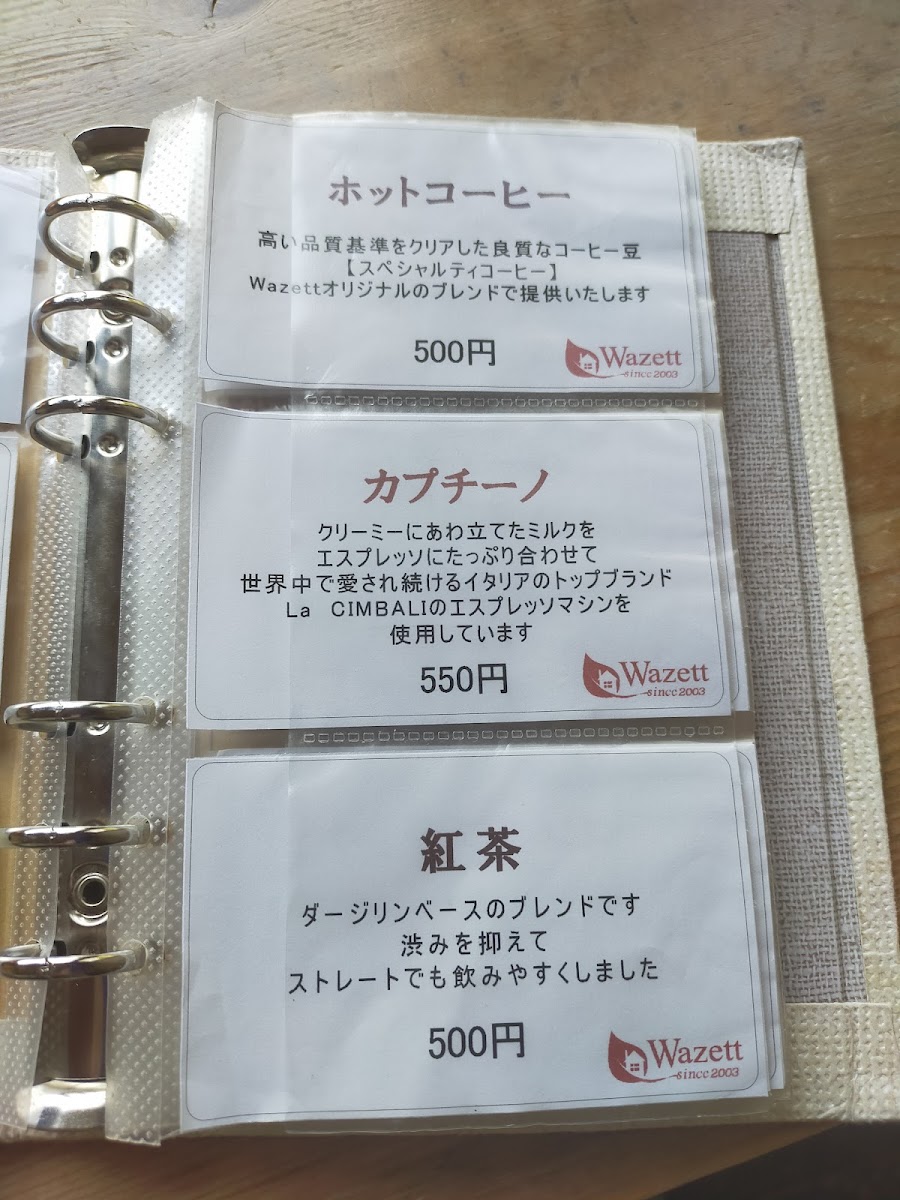 ホットコーヒー
高い品質基準をクリアした良質なコーヒー豆
【スペシャルティコーヒー】
Wazettオリジナルのブレンドで提供いたします
500円
Wazett
since 2003
カプチーノ
クリーミーにあわ立てたミルクを
エスプレッソにたっぷり合わせて
世界中で愛され続けるイタリアのトップブランド
La CIMBALIのエスプレッソマシンを
使用しています
550円
Wazett
since 2003
紅茶
ダージリンベースのブレンドです
渋みを抑えて
ストレートでも飲みやすくしました
500円
Wazett
since 2003